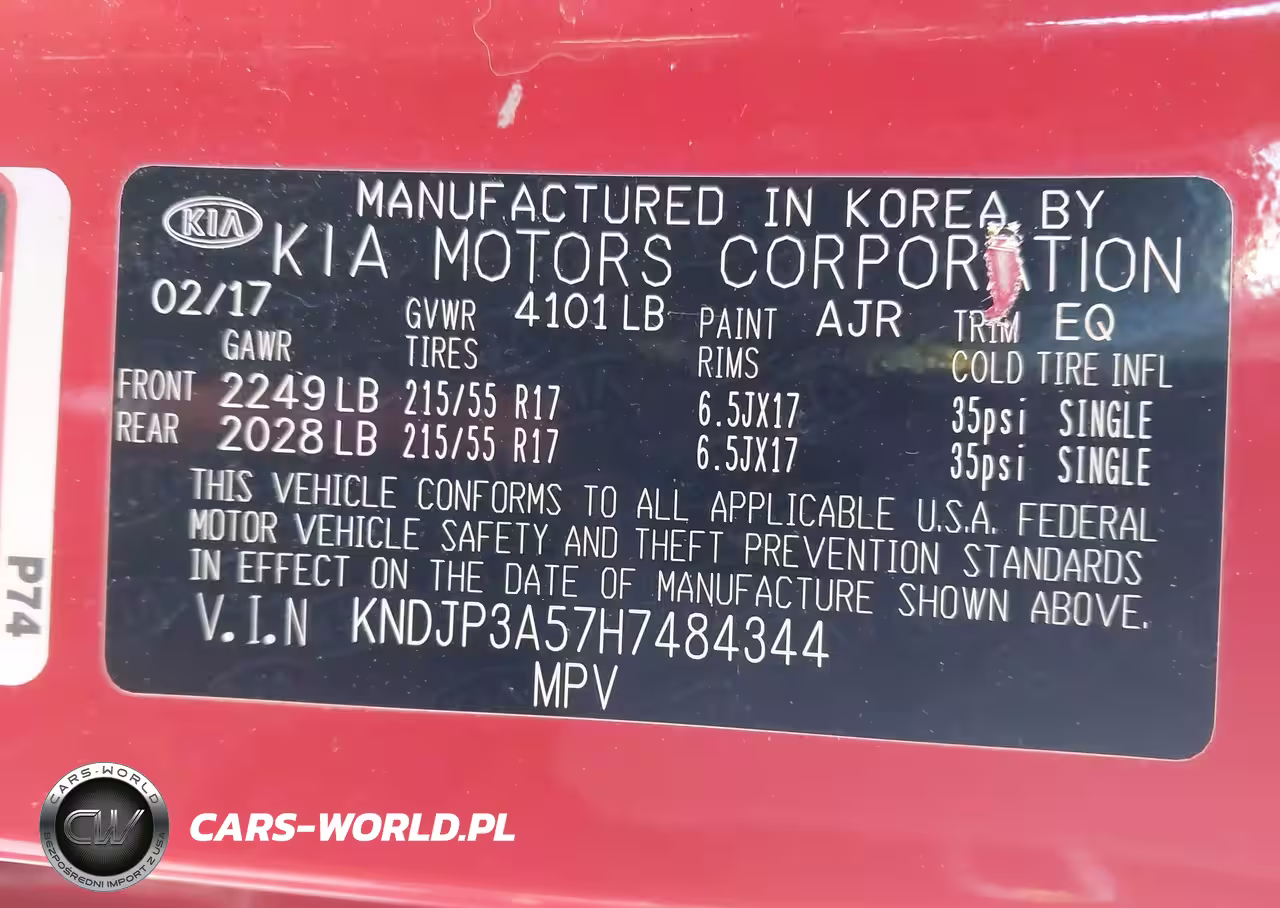 MANUFACTURED IN KOREA BY
KIA
KIA MOTORS CORPORATION
02/17 GVWR 4101 LB PAINT AJR TRIM EQ
GAWR TIRES RIMS COLD TIRE INFL
FRONT 2249 LB 215/55 R17 6.5JX17 35psi SINGLE
REAR 2028 LB 215/55 R17 6.5JX17 35psi SINGLE
THIS VEHICLE CONFORMS TO ALL APPLICABLE U.S.A. FEDERAL
MOTOR VEHICLE SAFETY AND THEFT PREVENTION STANDARDS
IN EFFECT ON THE DATE OF MANUFACTURE SHOWN ABOVE.
V.I.N KNDJP3A57H7484344
MPV
P74
CARS-WORLD
CW
BEZPOŚREDNI IMPORT Z USA
CARS-WORLD.PL